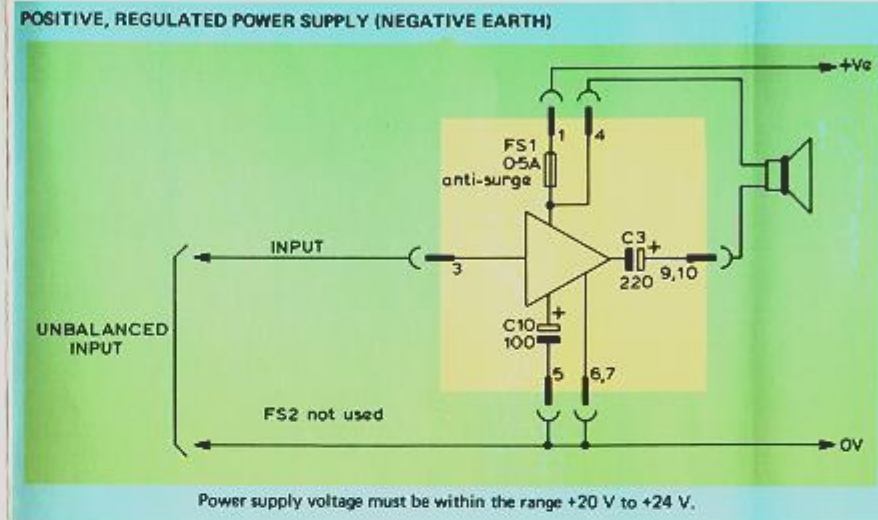 POSITIVE, REGULATED POWER SUPPLY (NEGATIVE EARTH)
+Ve
1
4
FS1
0·5A
anti-surge
INPUT
3
C3
+
220
9,10
UNBALANCED
INPUT
C10
+
100
5
6,7
FS2 not used
0V
Power supply voltage must be within the range +20 V to +24 V.